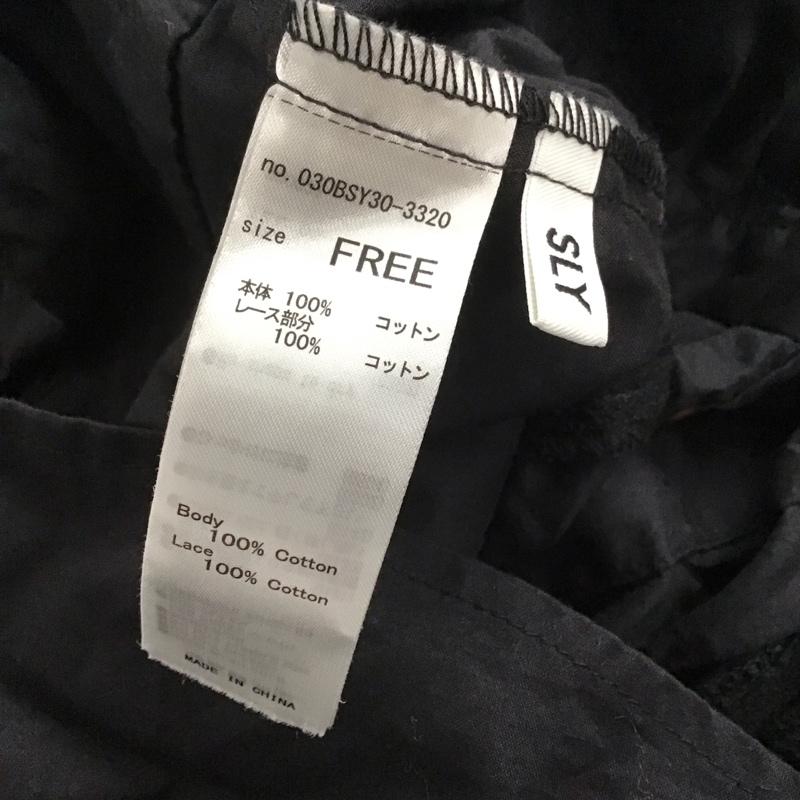 no. 030BSY30-3320
size FREE
本体 100% コットン
レース部分
100% コットン
Body
100% Cotton
Lace
100% Cotton
MADE IN CHINA
SLY